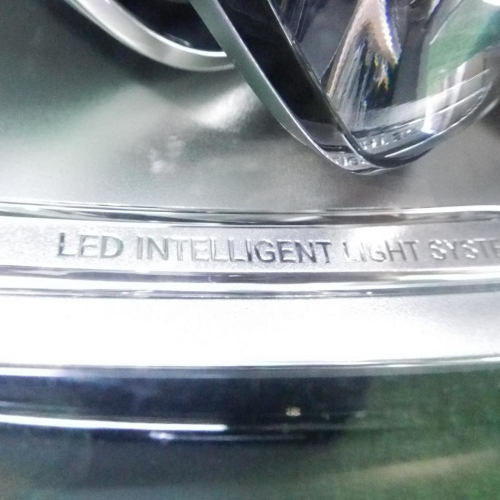 LED INTELLIGENT LIGHT SYSTE